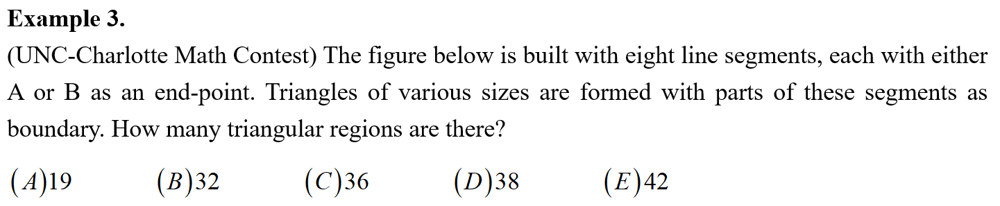 Example 3.
(UNC-Charlotte Math Contest) The figure below is built with eight line segments, each with either
A or B as an end-point. Triangles of various sizes are formed with parts of these segments as
boundary. How many triangular regions are there?
(A)19 (B)32 (C)36 (D)38 (E)42